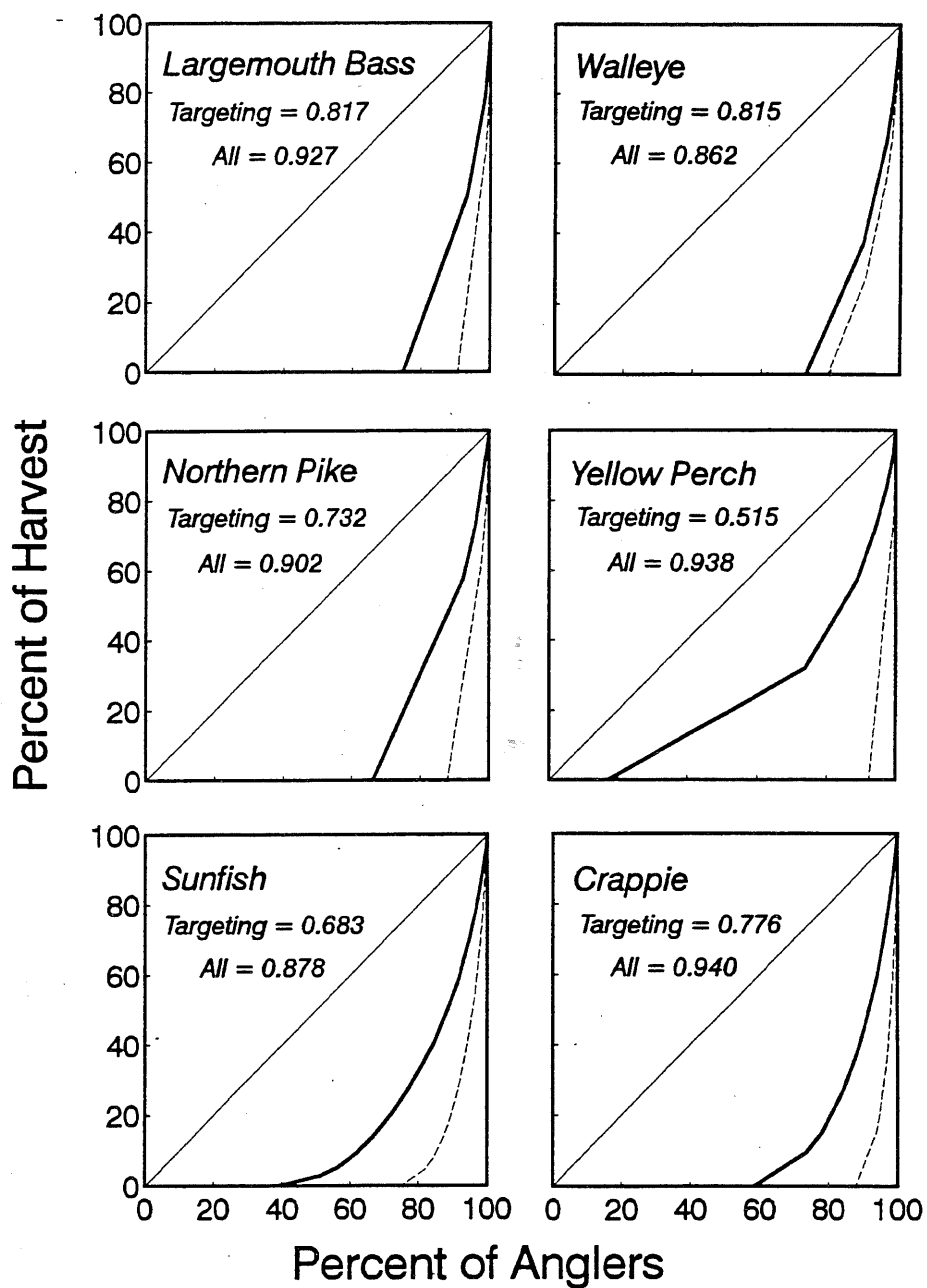 Percent of Harvest
100
80
60
40
20
0
Largemouth Bass
Targeting = 0.817
All = 0.927
Walleye
Targeting = 0.815
All = 0.862
100
80
60
40
20
0
Northern Pike
Targeting = 0.732
All = 0.902
Yellow Perch
Targeting = 0.515
All = 0.938
100
80
60
40
20
0
Sunfish
Targeting = 0.683
All = 0.878
Crappie
Targeting = 0.776
All = 0.940
0 20 40 60 80 100
0 20 40 60 80 100
Percent of Anglers